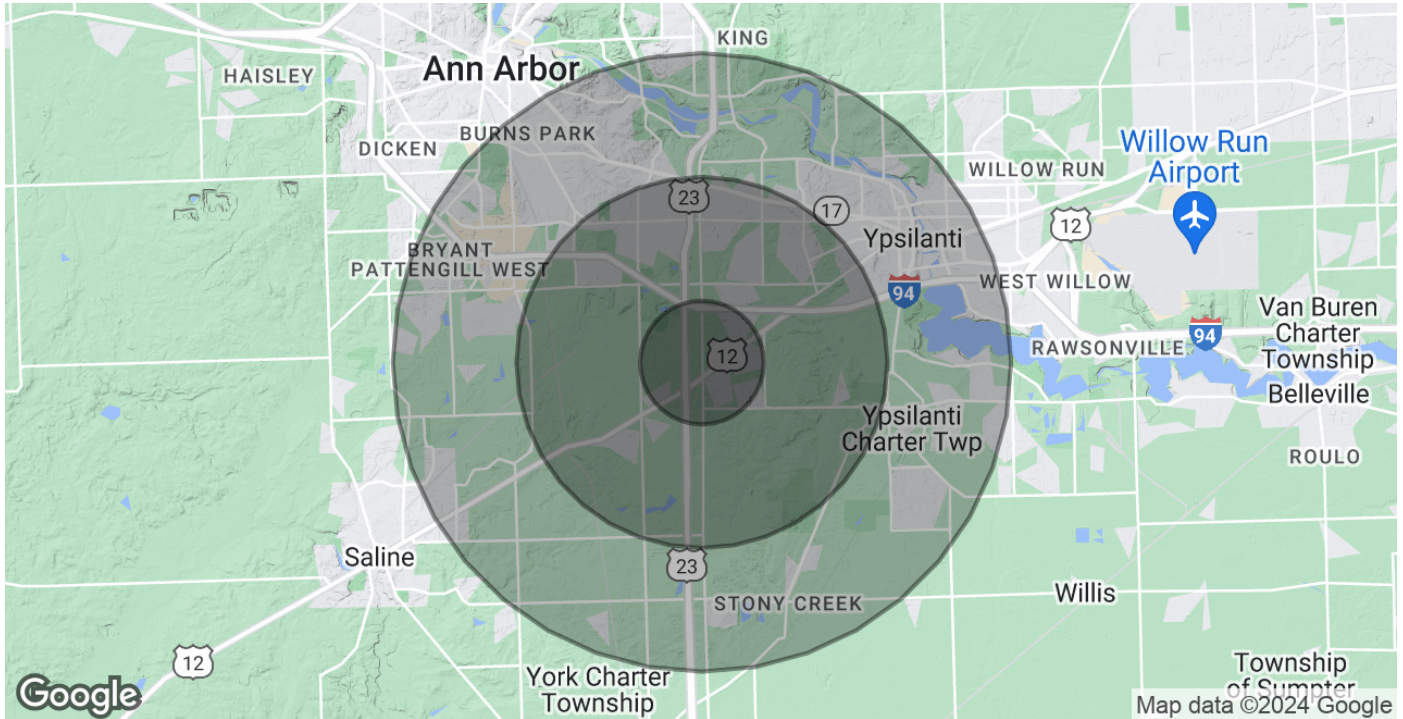 KING
Ann Arbor
HAISLEY
BURNS PARK
DICKEN
Willow Run
Airport
WILLOW RUN
23
17
12
Ypsilanti
BRYANT
PATTENGILL WEST
94
WEST WILLOW
Van Buren
Charter
Township
94
RAWSONVILLE
12
Belleville
Ypsilanti
Charter Twp
ROULO
Saline
23
STONY CREEK
Willis
12
York Charter
Township
Township
of Sumpter
Google
Map data ©2024 Google